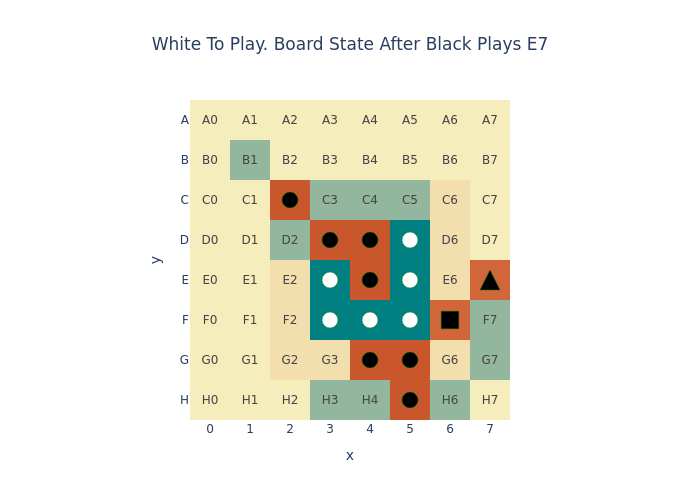 White To Play. Board State After Black Plays E7
A A0 A1 A2 A3 A4 A5 A6 A7
B B0 B1 B2 B3 B4 B5 B6 B7
C C0 C1 C3 C4 C5 C6 C7
D D0 D1 D2 D6 D7
E E0 E1 E2 E6
F F0 F1 F2 F7
G G0 G1 G2 G3 G6 G7
H H0 H1 H2 H3 H4 H6 H7
0 1 2 3 4 5 6 7
x
y